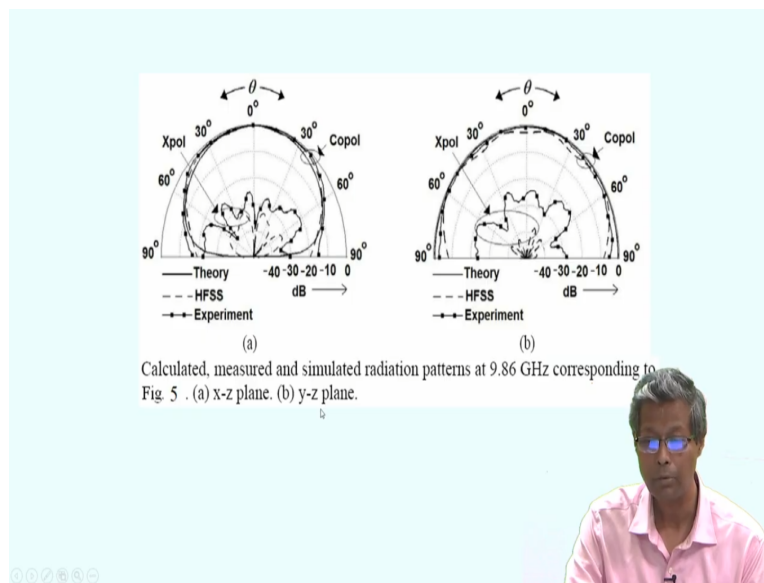 θ
0°
30°
30°
Xpol
Copol
60°
60°
90°
90°
Theory
-40 -30 -20 -10 0
HFSS
dB
Experiment
(a)
θ
0°
30°
30°
Xpol
Copol
60°
60°
90°
90°
Theory
-40 -30 -20 -10 0
HFSS
dB
Experiment
(b)
Calculated, measured and simulated radiation patterns at 9.86 GHz corresponding to
Fig. 5 . (a) x-z plane. (b) y-z plane.